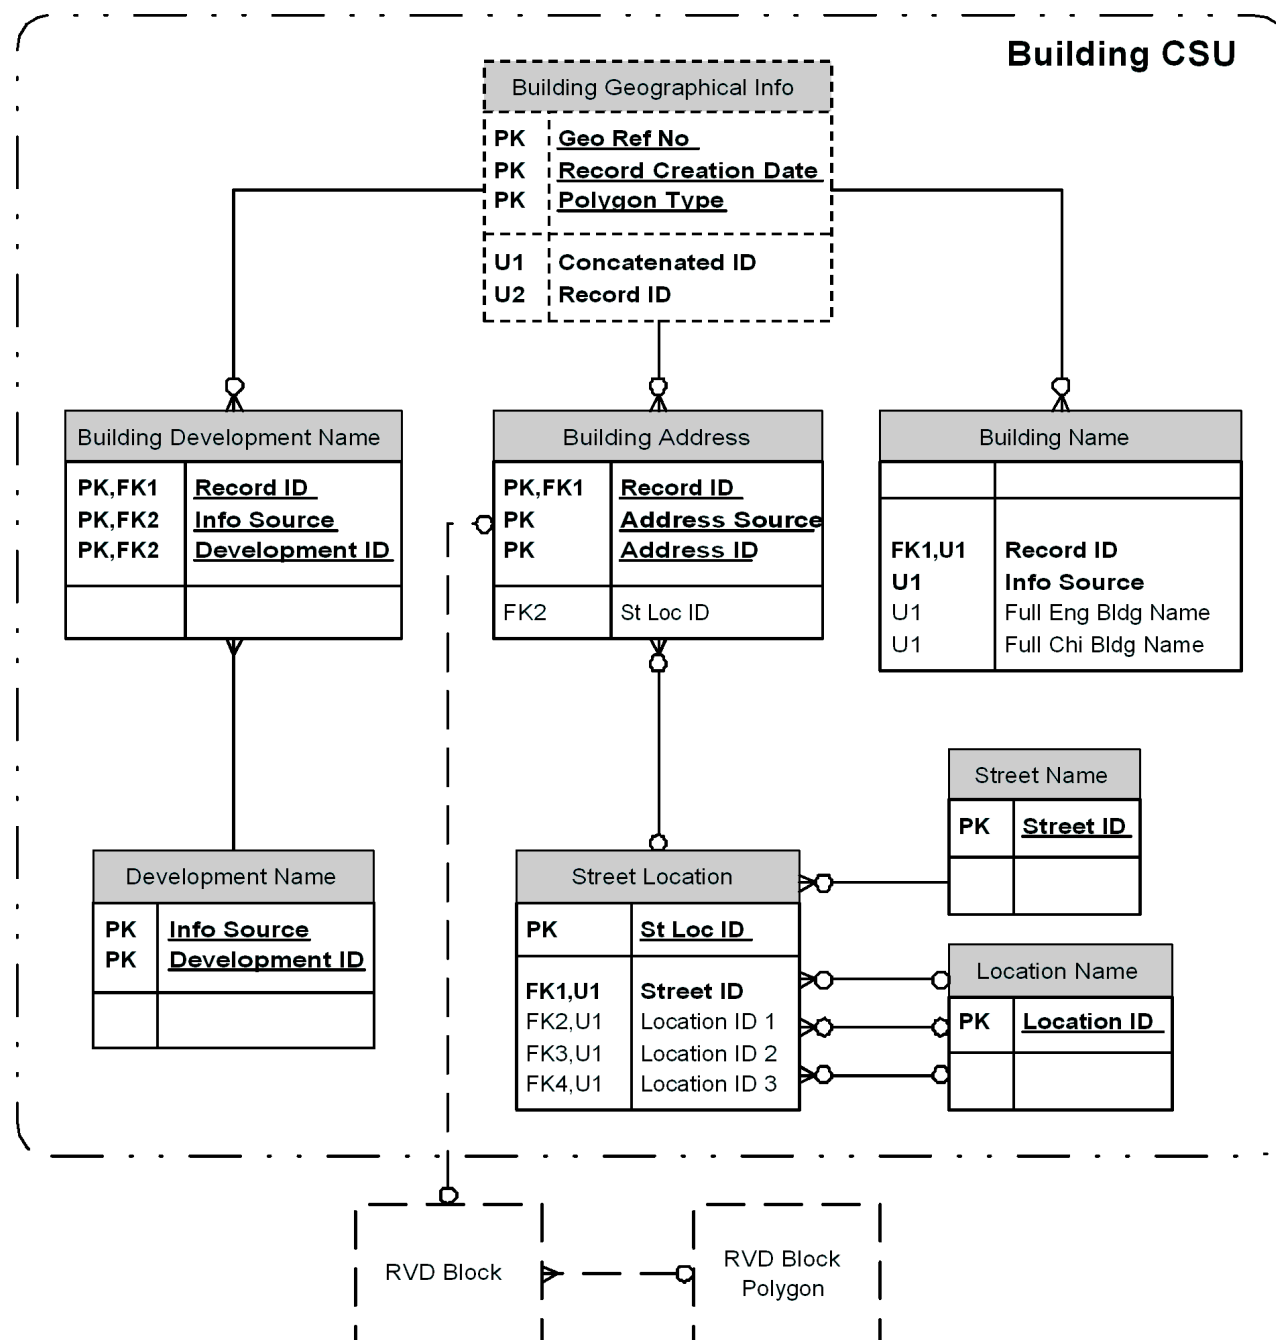 Building CSU
Building Geographical Info
PK Geo Ref No
PK Record Creation Date
PK Polygon Type
U1 Concatenated ID
U2 Record ID
Building Development Name
PK,FK1 Record ID
PK,FK2 Info Source
PK,FK2 Development ID
Building Address
PK,FK1 Record ID
PK Address Source
PK Address ID
FK2 St Loc ID
Building Name
FK1,U1 Record ID
U1 Info Source
U1 Full Eng Bldg Name
U1 Full Chi Bldg Name
Street Name
PK Street ID
Development Name
PK Info Source
PK Development ID
Street Location
PK St Loc ID
FK1,U1 Street ID
FK2,U1 Location ID 1
FK3,U1 Location ID 2
FK4,U1 Location ID 3
Location Name
PK Location ID
RVD Block
RVD Block
Polygon